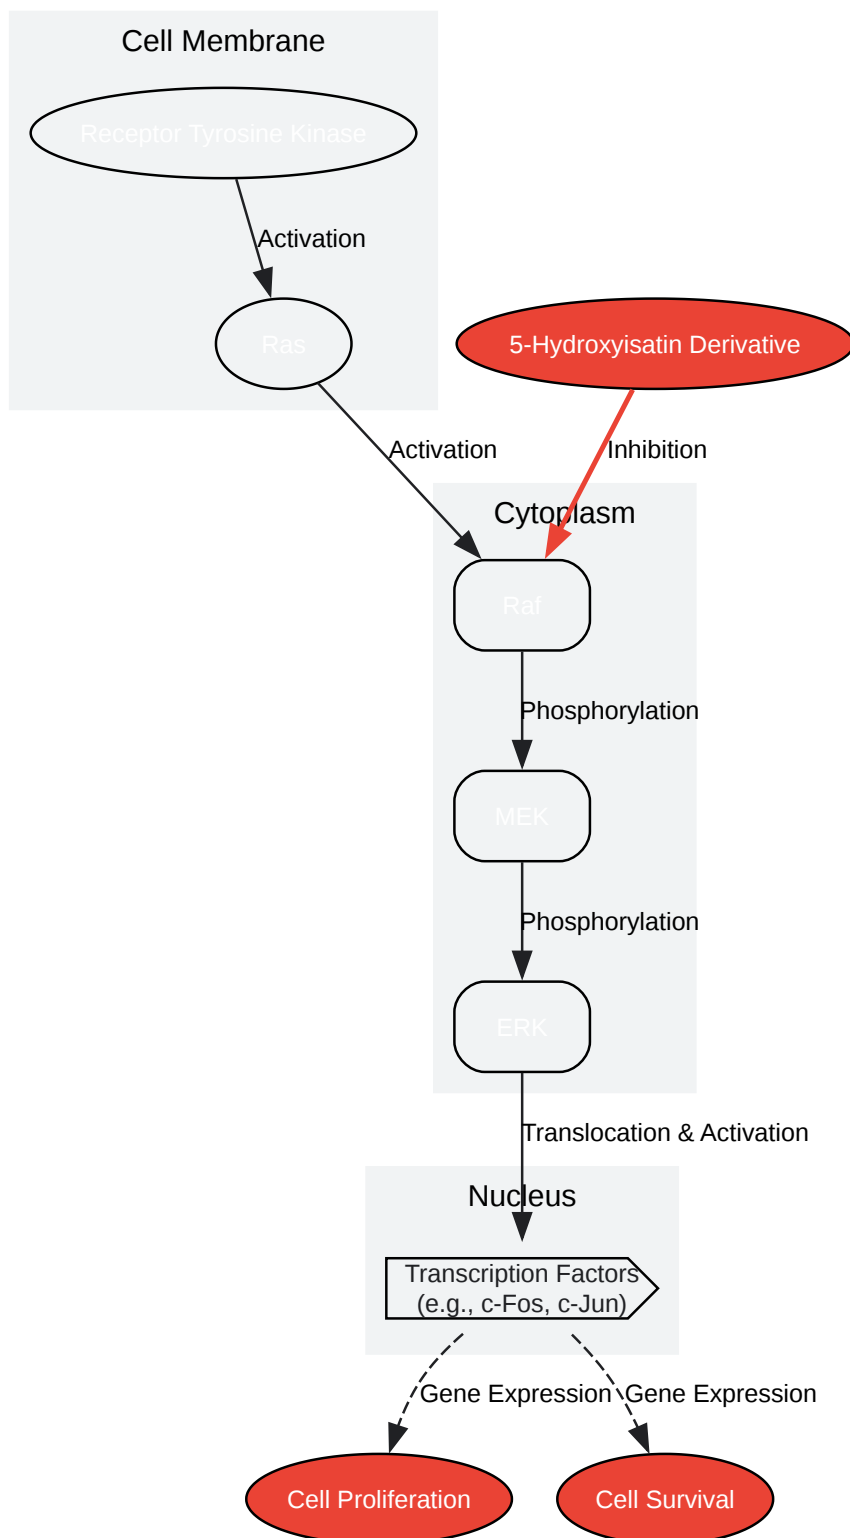 Cell Membrane
Receptor Tyrosine Kinase
Activation
Ras
5-Hydroxyisatin Derivative
Activation
Inhibition
Cytoplasm
Raf
Phosphorylation
MEK
Phosphorylation
ERK
Translocation & Activation
Nucleus
Transcription Factors
(e.g., c-Fos, c-Jun)
Gene Expression
Gene Expression
Cell Proliferation
Cell Survival